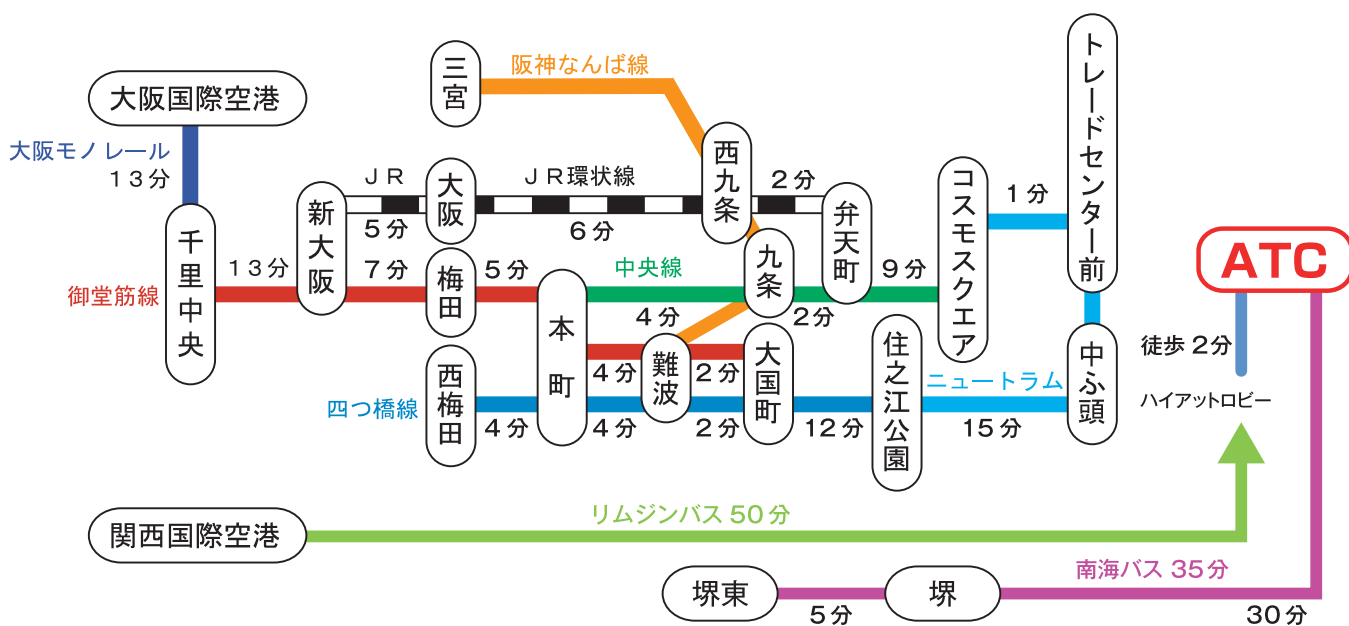 三宮
阪神なんば線
トレードセンター前
大阪国際空港
大阪モノレール
13分
JR
大阪
JR環状線
西九条
2分
コスモスクエア
1分
新大阪
5分
6分
弁天町
千里中央
九条
ATC
御堂筋線
13分
7分
梅田
5分
中央線
9分
本町
4分
2分
住之江公園
中ふ頭
徒歩 2分
難波
大国町
4分
2分
ニュートラム
ハイアットロビー
四つ橋線
西梅田
4分
4分
2分
12分
15分
リムジンバス 50分
関西国際空港
南海バス 35分
堺東
5分
堺
30分